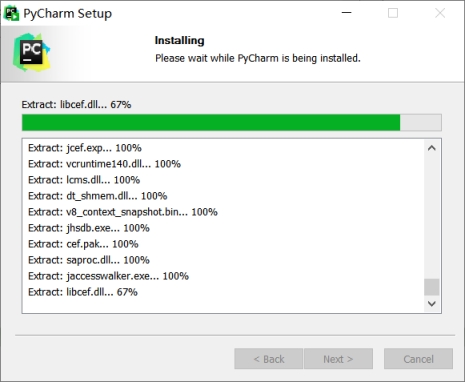 PyCharm Setup
PC
Installing
Please wait while PyCharm is being installed.
Extract: libcef.dll... 67%
Extract: jcef.exp... 100%
Extract: vcruntime140.dll... 100%
Extract: lcms.dll... 100%
Extract: dt_shmem.dll... 100%
Extract: v8_context_snapshot.bin... 100%
Extract: jhsdb.exe... 100%
Extract: cef.pak... 100%
Extract: saproc.dll... 100%
Extract: jaccesswalker.exe... 100%
Extract: libcef.dll... 67%
< Back
Next >
Cancel